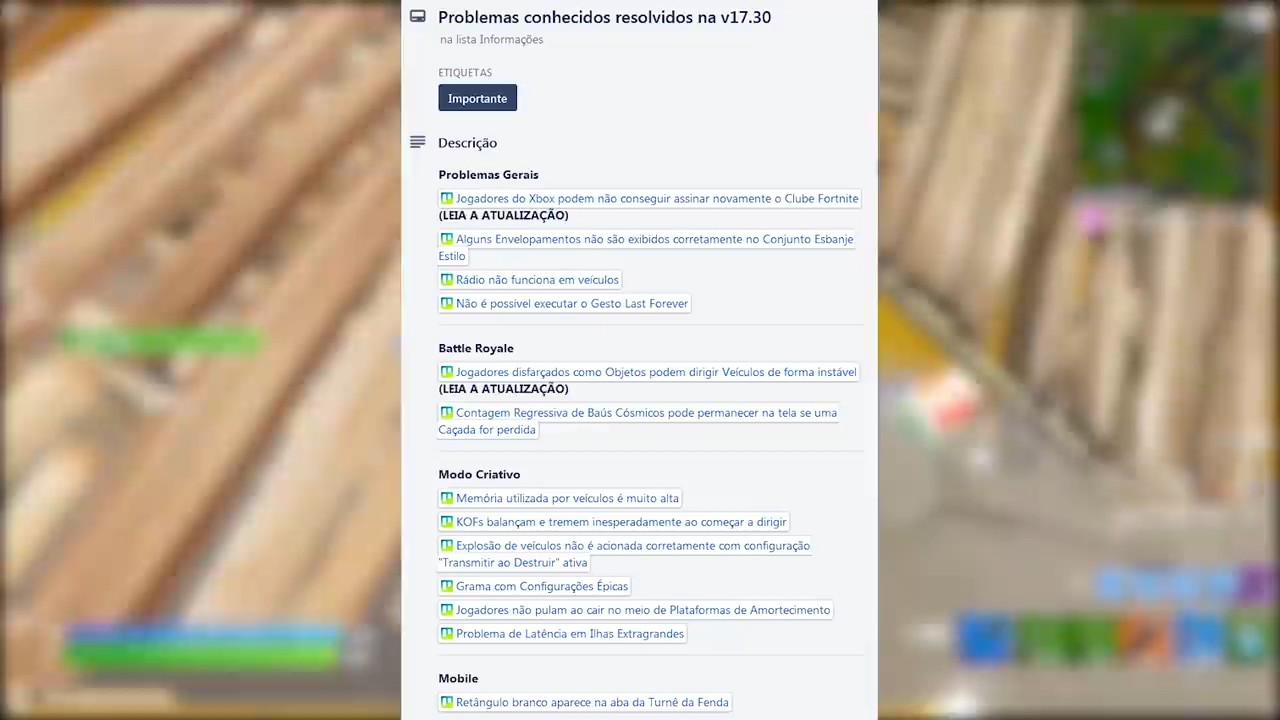 Problemas conhecidos resolvidos na v17.30
na lista Informações
ETIQUETAS
Importante
Descrição
Problemas Gerais
Jogadores do Xbox podem não conseguir assinar novamente o Clube Fortnite
(LEIA A ATUALIZAÇÃO)
Alguns Envelopamentos não são exibidos corretamente no Conjunto Esbanje
Estilo
Rádio não funciona em veículos
Não é possível executar o Gesto Last Forever
Battle Royale
Jogadores disfarçados como Objetos podem dirigir Veículos de forma instável
(LEIA A ATUALIZAÇÃO)
Contagem Regressiva de Baús Cósmicos pode permanecer na tela se uma
Caçada for perdida
Modo Criativo
Memória utilizada por veículos é muito alta
KOFs balançam e tremem inesperadamente ao começar a dirigir
Explosão de veículos não é acionada corretamente com configuração
"Transmitir ao Destruir" ativa
Grama com Configurações Épicas
Jogadores não pulam ao cair no meio de Plataformas de Amortecimento
Problema de Latência em Ilhas Extragrandes
Mobile
Retângulo branco aparece na aba da Turnê da Fenda